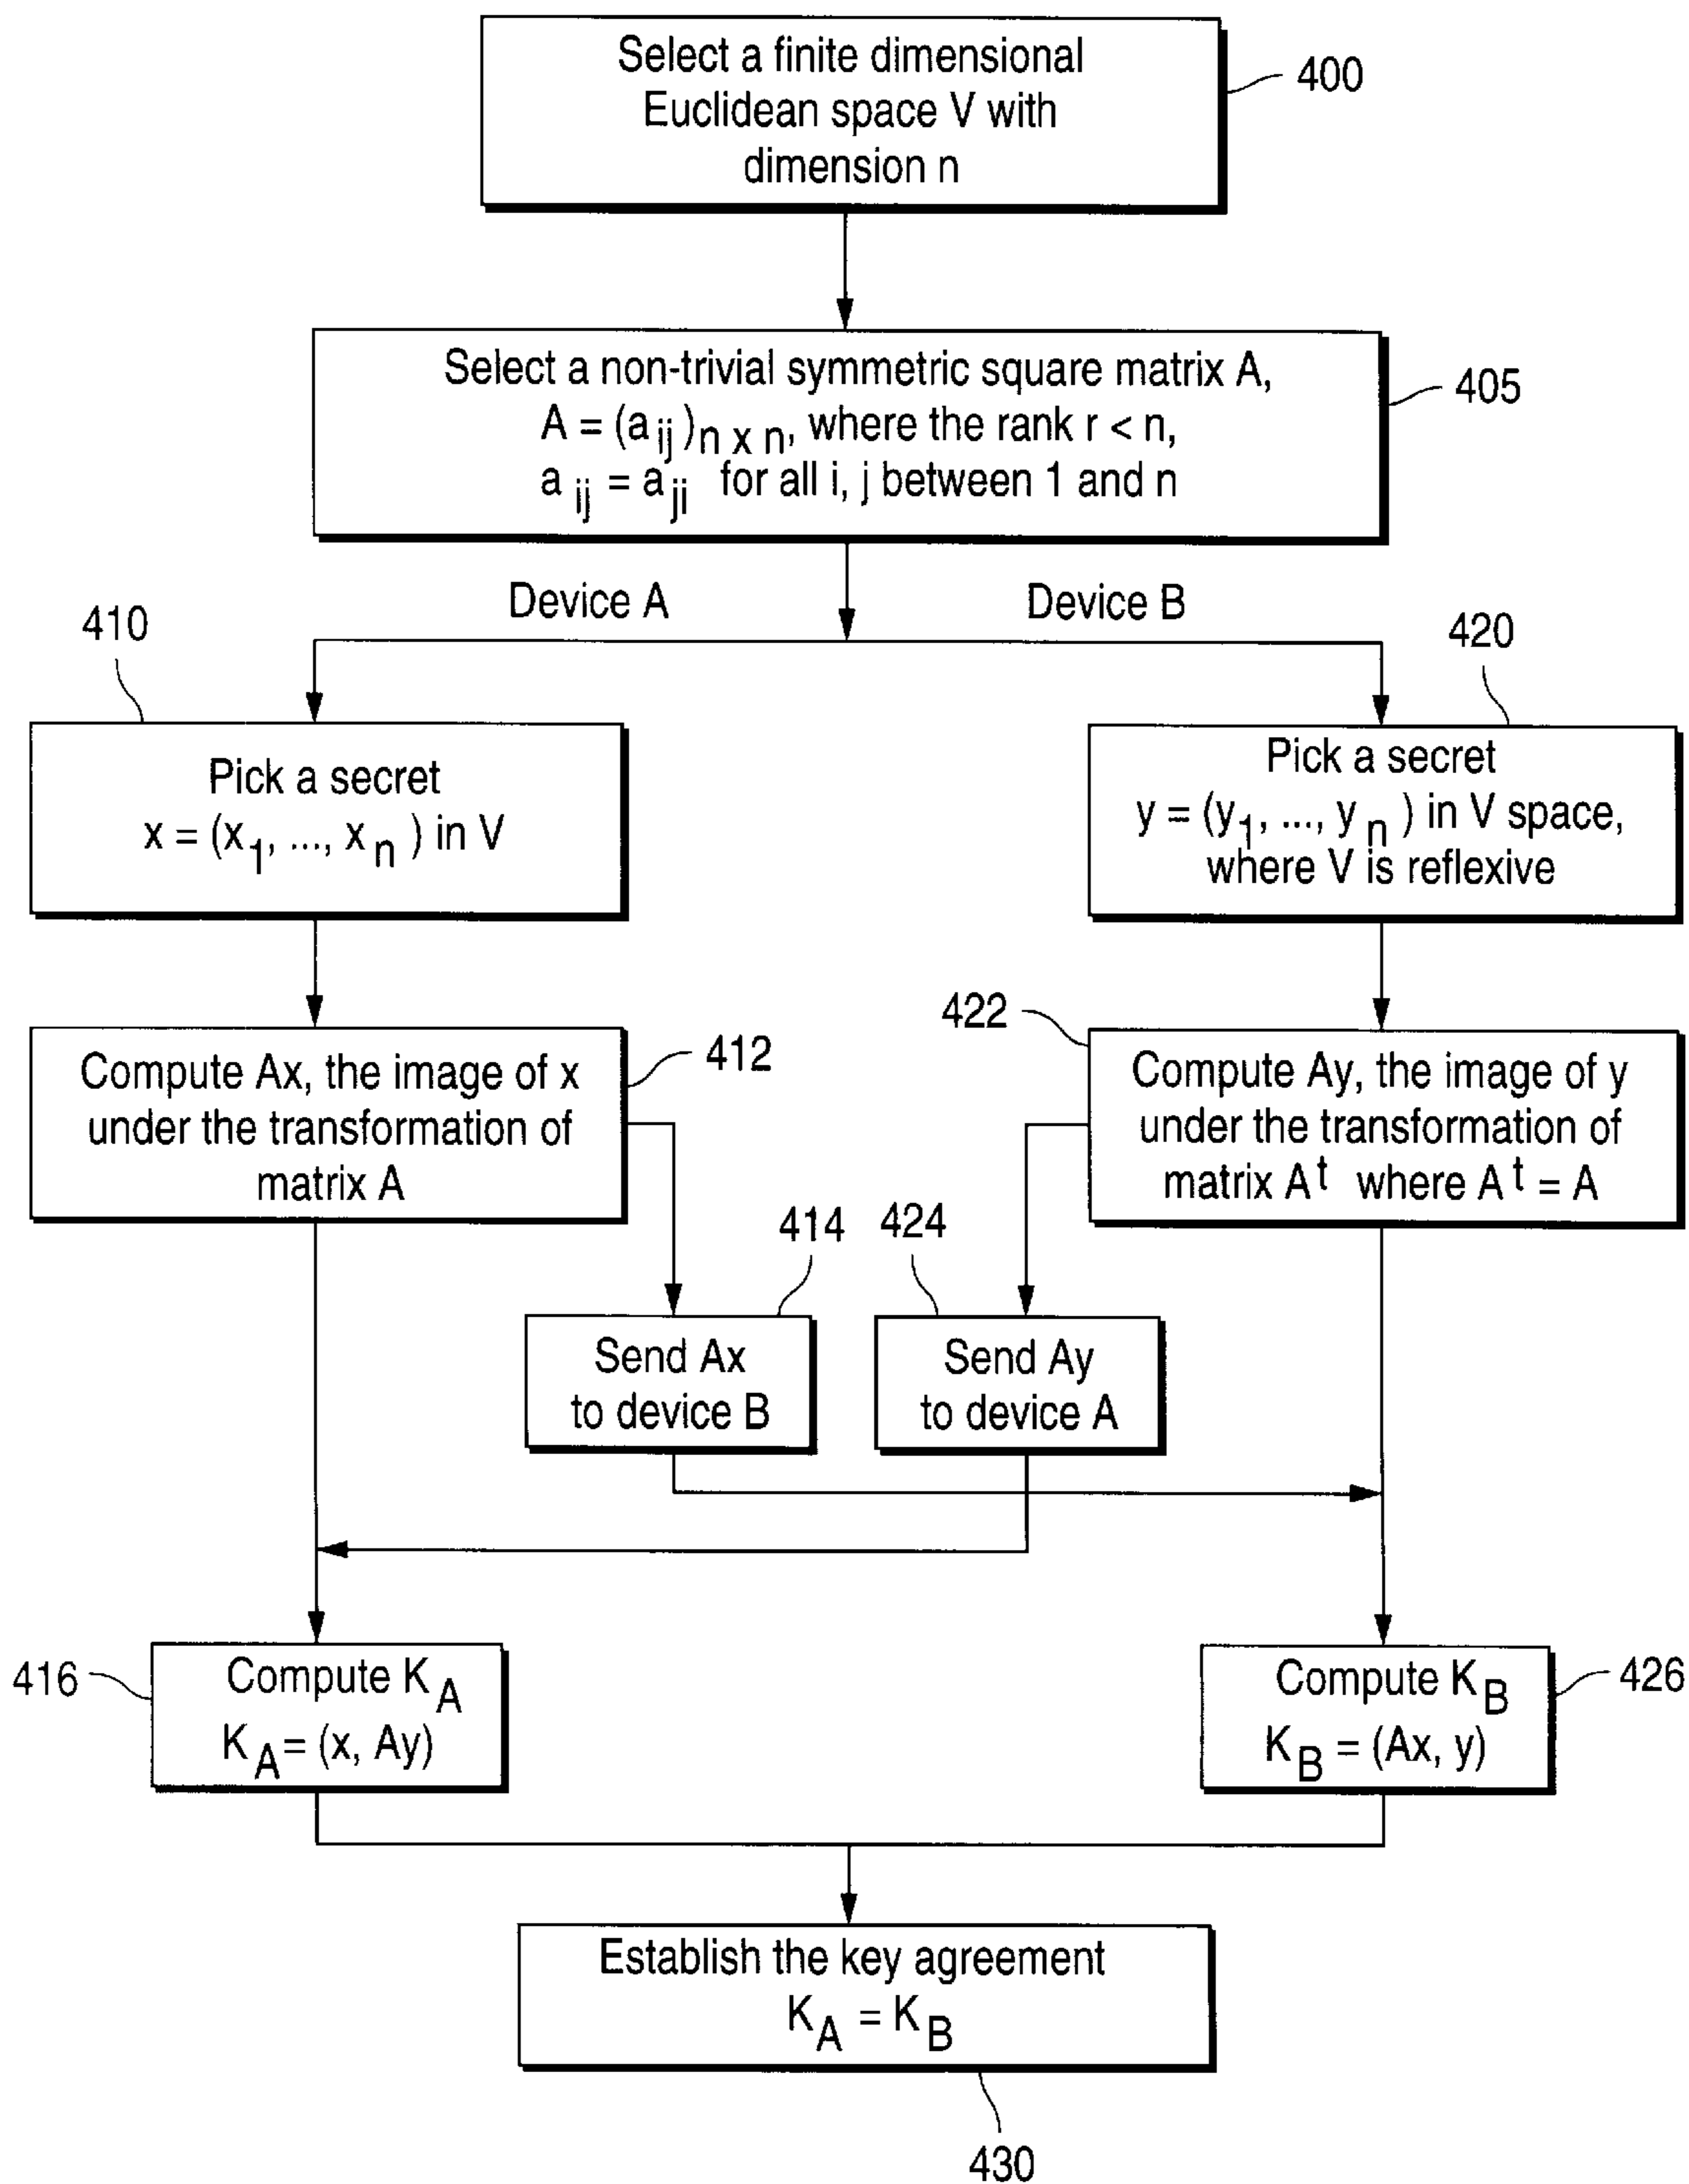 Select a finite dimensional
Euclidean space V with
dimension n
400
Select a non-trivial symmetric square matrix A,
A = (a ij )n x n, where the rank r < n,
a ij = a ji for all i, j between 1 and n
405
Device A
Device B
410
420
Pick a secret
x = (x1, ..., xn ) in V
Pick a secret
y = (y1, ..., yn ) in V space,
where V is reflexive
Compute Ax, the image of x
under the transformation of
matrix A
412
422
Compute Ay, the image of y
under the transformation of
matrix At where At = A
414
424
Send Ax
to device B
Send Ay
to device A
416
Compute KA
KA = (x, Ay)
Compute KB
KB = (Ax, y)
426
Establish the key agreement
KA = KB
430